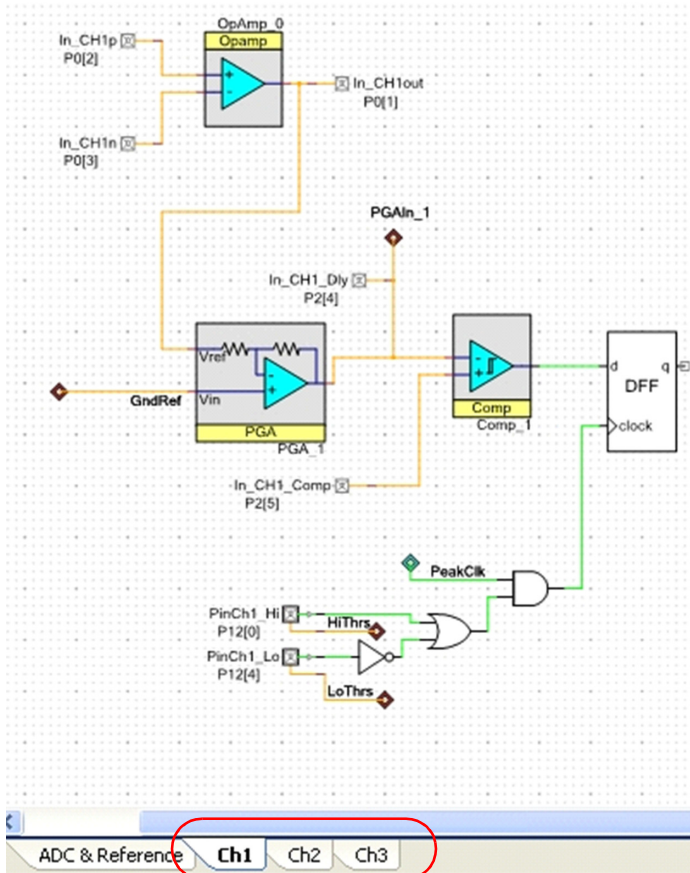 OpAmp_0
Opamp
In_CH1p
P0[2]
+
-
In_CH1out
P0[1]
In_CH1n
P0[3]
PGAIn_1
In_CH1_Dly
P2[4]
Vref
-
+
GndRef
Vin
PGA
PGA_1
-
+
Comp
Comp_1
d
q
DFF
clock
In_CH1_Comp
P2[5]
PeakClk
PinCh1_Hi
P12[0]
HiThrs
PinCh1_Lo
P12[4]
LoThrs
ADC & Reference
Ch1
Ch2
Ch3